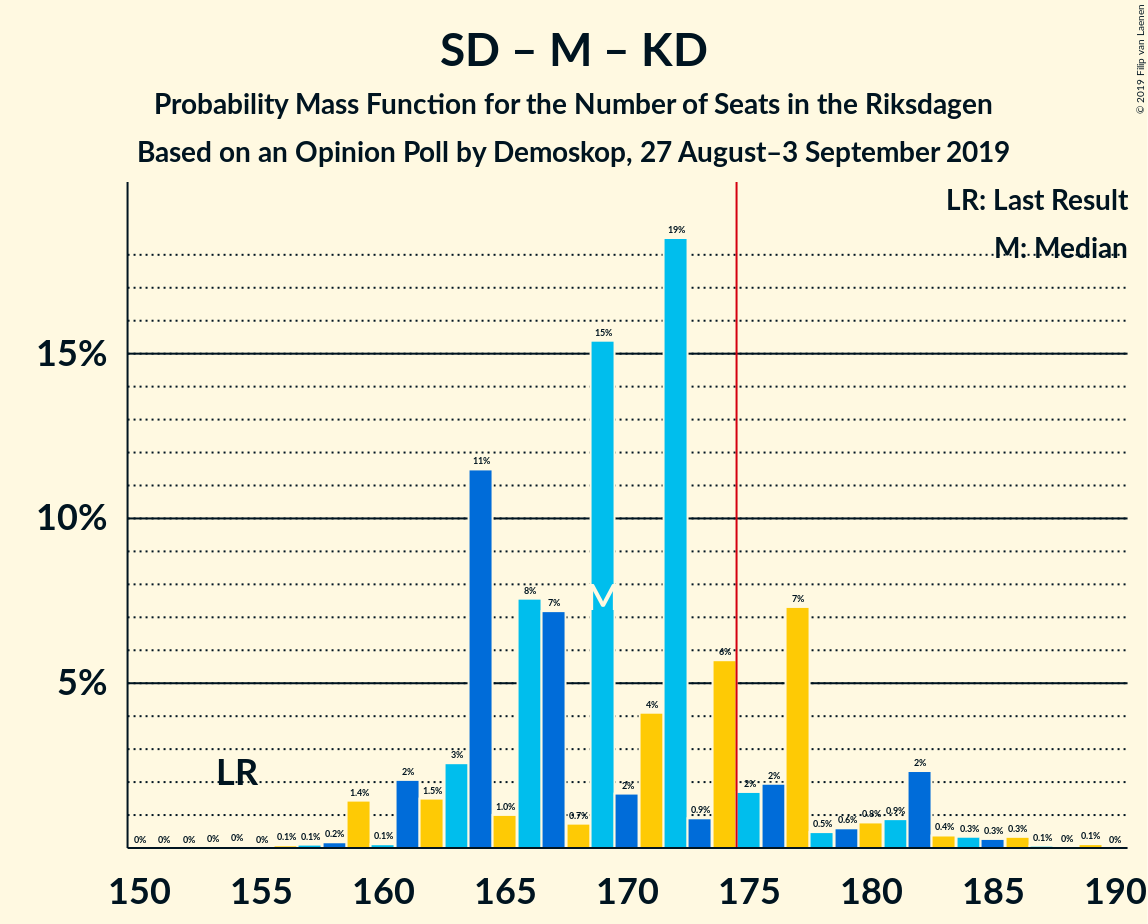 © 2019 Filip van Laenen
SD – M – KD
Probability Mass Function for the Number of Seats in the Riksdagen
Based on an Opinion Poll by Demoskop, 27 August–3 September 2019
LR: Last Result
M: Median
15%
10%
5%
LR
M
0% 0% 0% 0% 0% 0% 0.1% 0.1% 0.2% 1.4% 0.1% 2% 1.5% 3% 11% 1.0% 8% 7% 0.7% 15% 2% 4% 19% 0.9% 6% 2% 2% 7% 0.5% 0.6% 0.8% 0.9% 2% 0.4% 0.3% 0.3% 0.3% 0.1% 0% 0.1% 0%
150 155 160 165 170 175 180 185 190